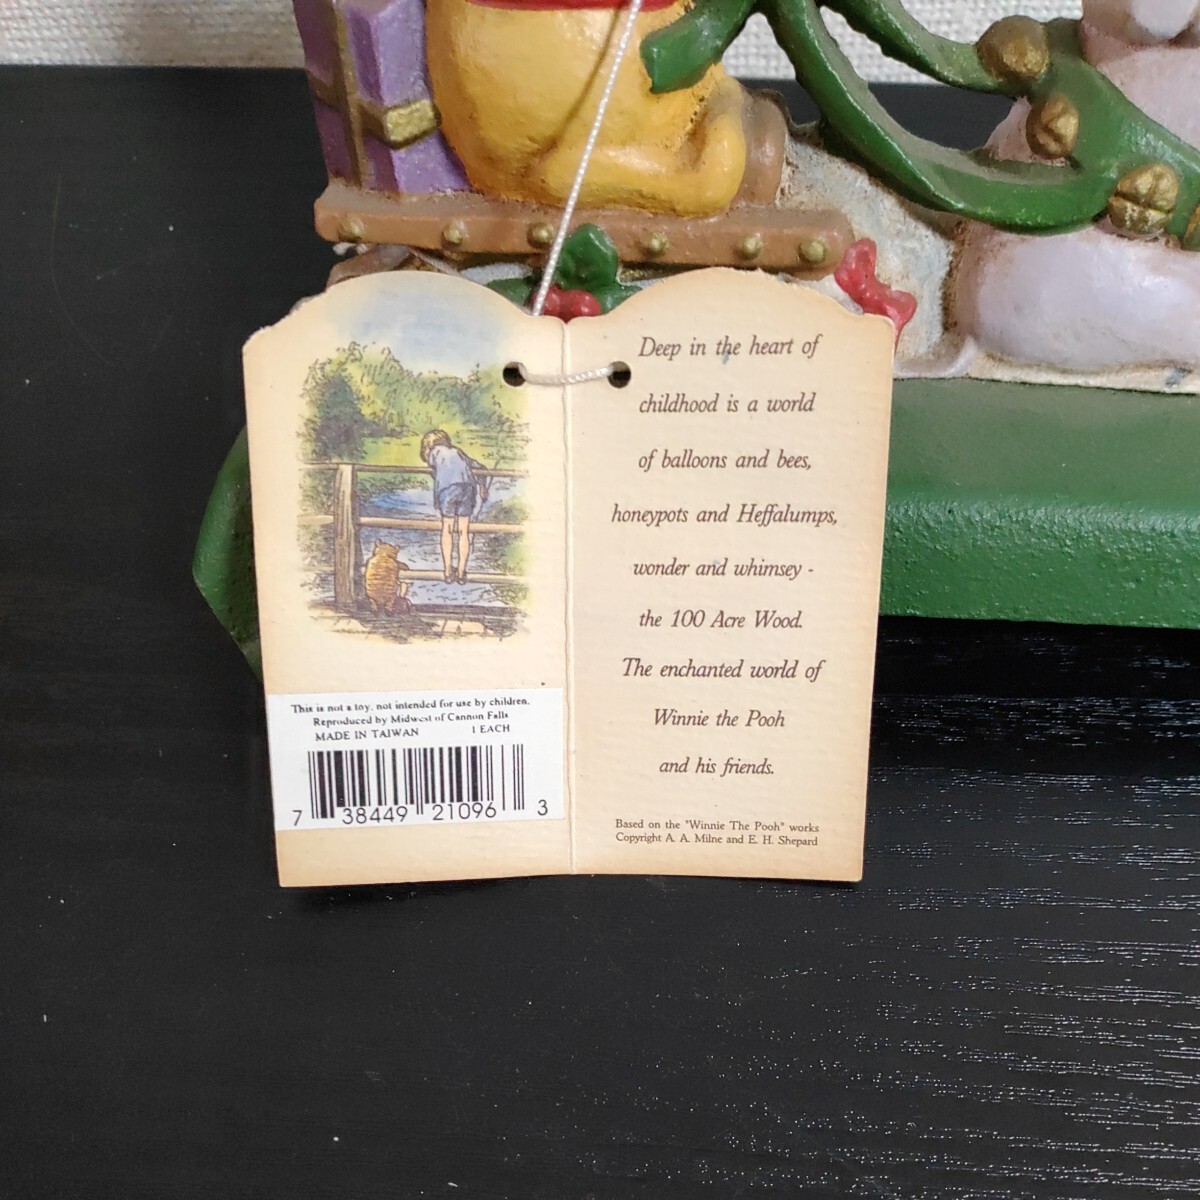 This is not a toy, not intended for use by children.
Reproduced by Midwest of Cannon Falls
MADE IN TAIWAN 1 EACH
7 38449 21096 3
Deep in the heart of
childhood is a world
of balloons and bees,
honeypots and Heffalumps,
wonder and whimsey -
the 100 Acre Wood.
The enchanted world of
Winnie the Pooh
and his friends.
Based on the "Winnie The Pooh" works
Copyright A. A. Milne and E. H. Shepard